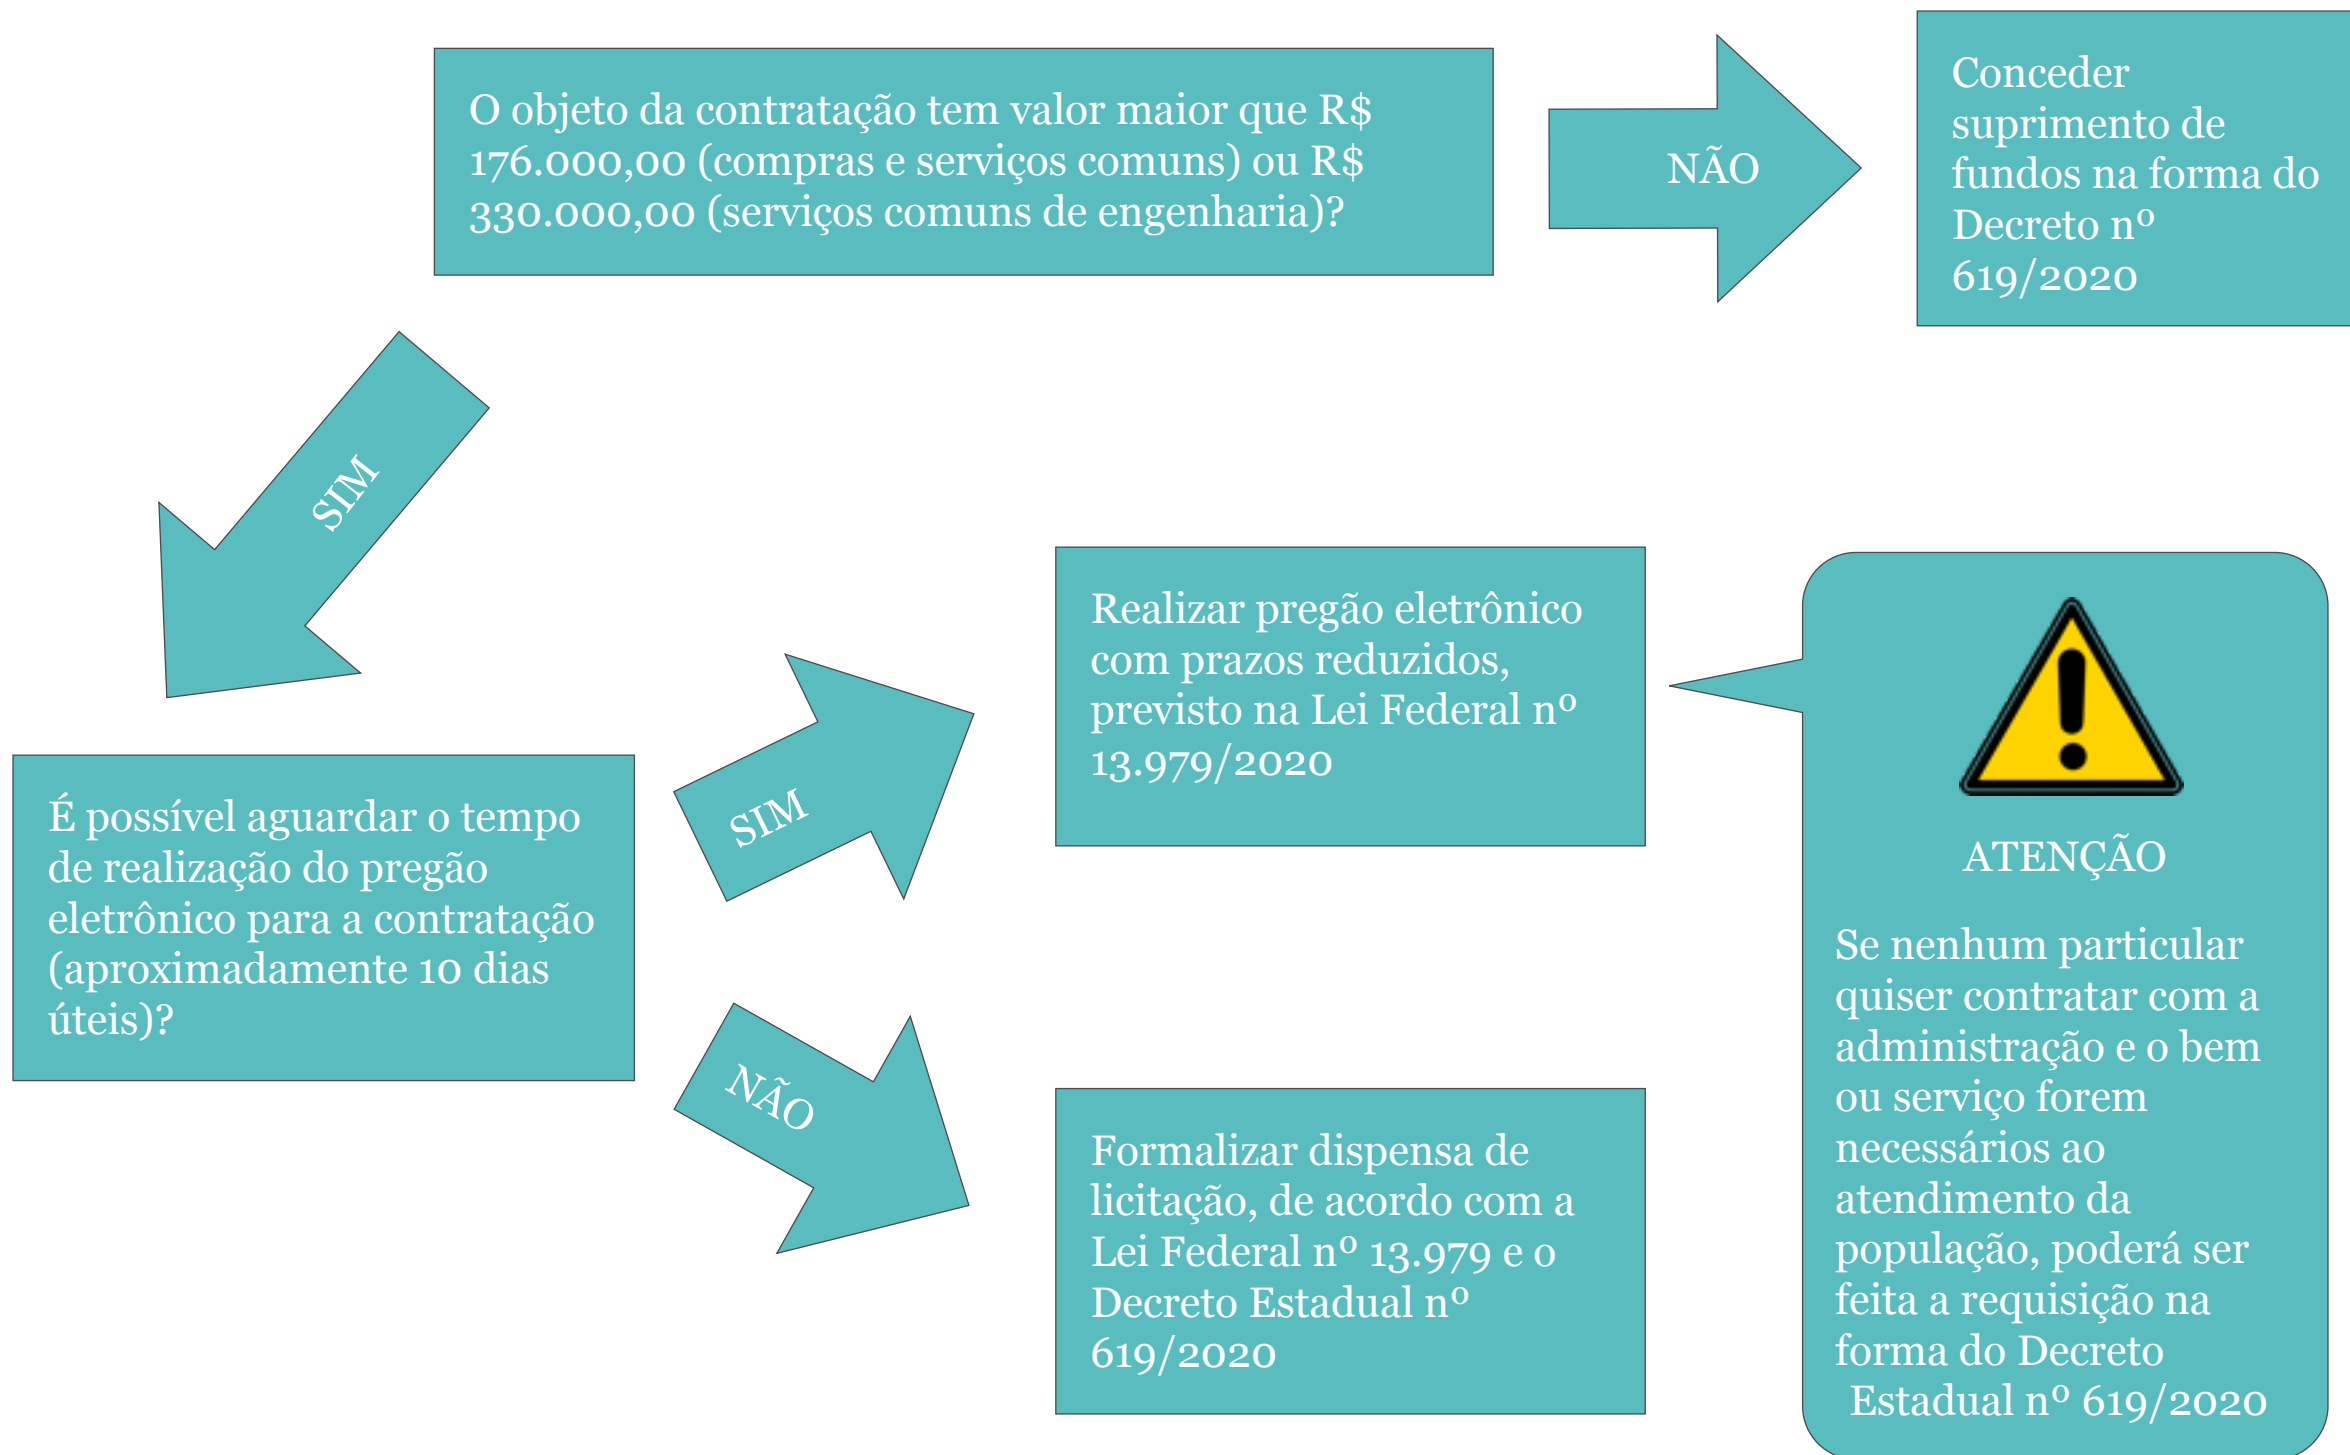 O objeto da contratação tem valor maior que R$
176.000,00 (compras e serviços comuns) ou R$
330.000,00 (serviços comuns de engenharia)?
NÃO
Conceder
suprimento de
fundos na forma do
Decreto nº
619/2020
SIM
É possível aguardar o tempo
de realização do pregão
eletrônico para a contratação
(aproximadamente 10 dias
úteis)?
SIM
Realizar pregão eletrônico
com prazos reduzidos,
previsto na Lei Federal nº
13.979/2020
NÃO
Formalizar dispensa de
licitação, de acordo com a
Lei Federal nº 13.979 e o
Decreto Estadual nº
619/2020
ATENÇÃO
Se nenhum particular
quiser contratar com a
administração e o bem
ou serviço forem
necessários ao
atendimento da
população, poderá ser
feita a requisição na
forma do Decreto
Estadual nº 619/2020